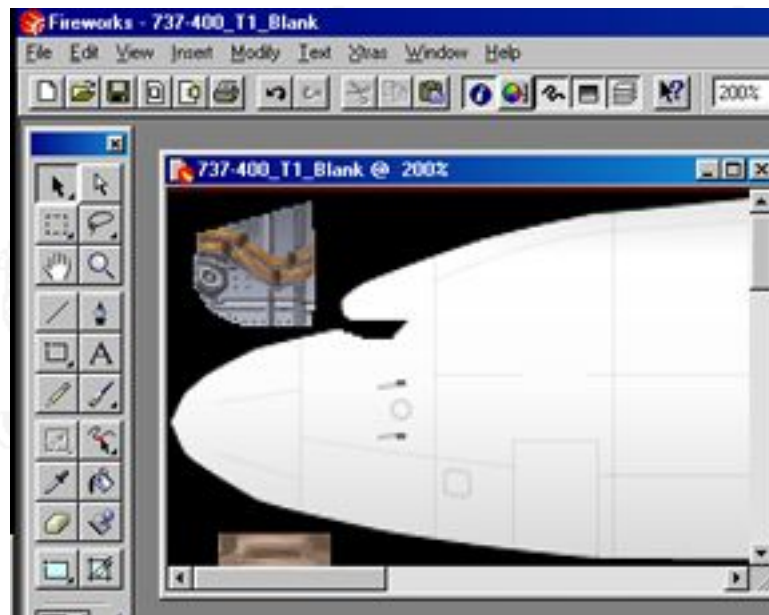 Fireworks - 737-400_T1_Blank
File Edit View Insert Modify Text Xtras Window Help
200%
737-400_T1_Blank @ 200%
A